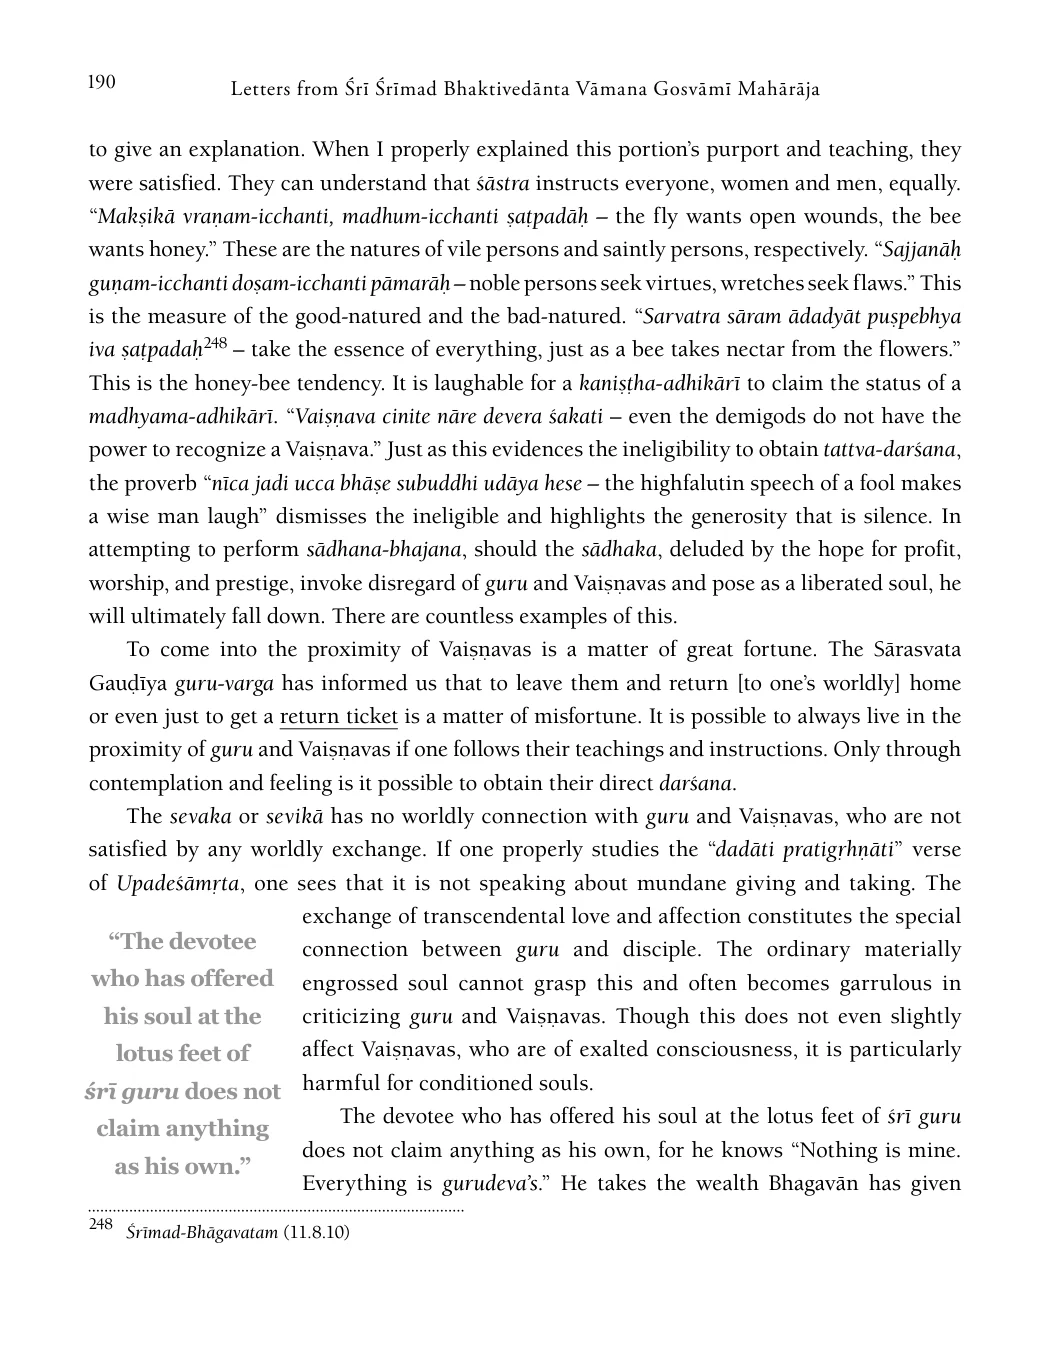 190
Letters from Śrī Śrīmad Bhaktivedānta Vāmana Gosvāmī Mahārāja
to give an explanation. When I properly explained this portion’s purport and teaching, they
were satisfied. They can understand that śāstra instructs everyone, women and men, equally.
“Makṣikā vraṇam-icchanti, madhum-icchanti ṣaṭpadāḥ – the fly wants open wounds, the bee
wants honey.” These are the natures of vile persons and saintly persons, respectively. “Sajjanāḥ
guṇam-icchanti doṣam-icchanti pāmarāḥ – noble persons seek virtues, wretches seek flaws.” This
is the measure of the good-natured and the bad-natured. “Sarvatra sāram ādadyāt puṣpebhya
iva ṣaṭpadaḥ248 – take the essence of everything, just as a bee takes nectar from the flowers.”
This is the honey-bee tendency. It is laughable for a kaniṣṭha-adhikārī to claim the status of a
madhyama-adhikārī. “Vaiṣṇava cinite nāre devera śakati – even the demigods do not have the
power to recognize a Vaiṣṇava.” Just as this evidences the ineligibility to obtain tattva-darśana,
the proverb “nīca jadi ucca bhāṣe subuddhi udāya hese – the highfalutin speech of a fool makes
a wise man laugh” dismisses the ineligible and highlights the generosity that is silence. In
attempting to perform sādhana-bhajana, should the sādhaka, deluded by the hope for profit,
worship, and prestige, invoke disregard of guru and Vaiṣṇavas and pose as a liberated soul, he
will ultimately fall down. There are countless examples of this.
To come into the proximity of Vaiṣṇavas is a matter of great fortune. The Sārasvata
Gauḍīya guru-varga has informed us that to leave them and return [to one’s worldly] home
or even just to get a return ticket is a matter of misfortune. It is possible to always live in the
proximity of guru and Vaiṣṇavas if one follows their teachings and instructions. Only through
contemplation and feeling is it possible to obtain their direct darśana.
The sevaka or sevikā has no worldly connection with guru and Vaiṣṇavas, who are not
satisfied by any worldly exchange. If one properly studies the “dadāti pratigṛhṇāti” verse
of Upadeśāmṛta, one sees that it is not speaking about mundane giving and taking. The
exchange of transcendental love and affection constitutes the special
connection between guru and disciple. The ordinary materially
engrossed soul cannot grasp this and often becomes garrulous in
criticizing guru and Vaiṣṇavas. Though this does not even slightly
affect Vaiṣṇavas, who are of exalted consciousness, it is particularly
harmful for conditioned souls.
The devotee who has offered his soul at the lotus feet of śrī guru
does not claim anything as his own, for he knows “Nothing is mine.
Everything is gurudeva’s.” He takes the wealth Bhagavān has given
“The devotee
who has offered
his soul at the
lotus feet of
śrī guru does not
claim anything
as his own.”
248 Śrīmad-Bhāgavatam (11.8.10)